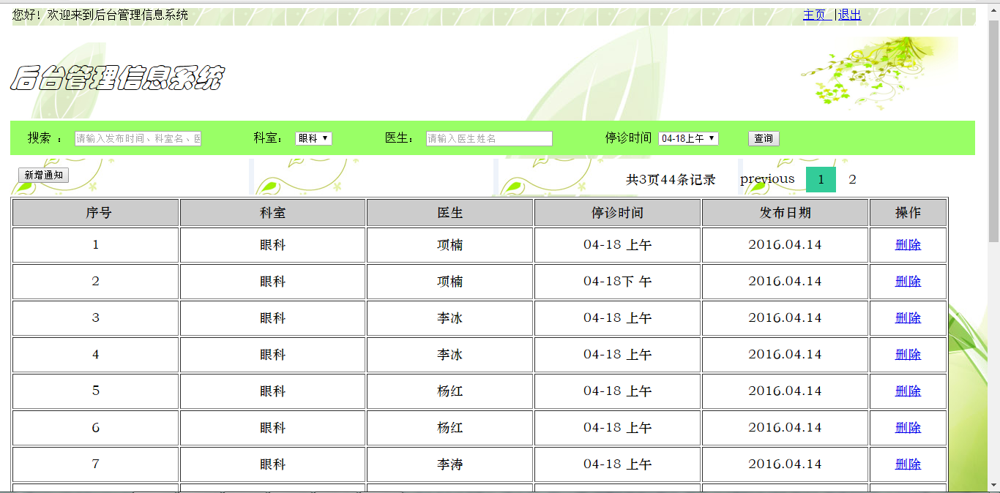 您好！欢迎来到后台管理信息系统 主页 |退出
后台管理信息系统
搜索 ： 请输入发布时间、科室名、医 科室： 眼科 医生： 请输入医生姓名 停诊时间 04-18上午 查询
新增通知 共3页44条记录 previous 1 2
序号 科室 医生 停诊时间 发布日期 操作
1 眼科 项楠 04-18 上午 2016.04.14 删除
2 眼科 项楠 04-18下 午 2016.04.14 删除
3 眼科 李冰 04-18 上午 2016.04.14 删除
4 眼科 李冰 04-18 上午 2016.04.14 删除
5 眼科 杨红 04-18 上午 2016.04.14 删除
6 眼科 杨红 04-18 上午 2016.04.14 删除
7 眼科 李涛 04-18 上午 2016.04.14 删除